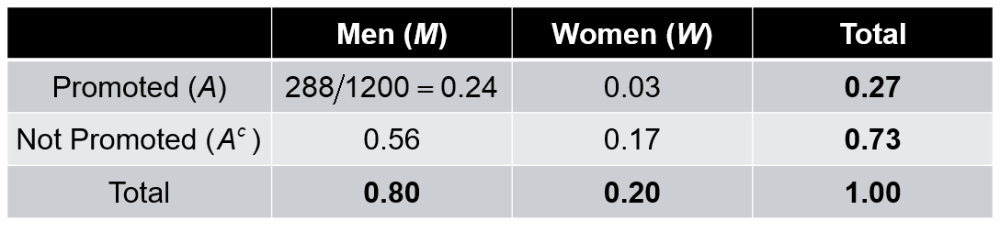 Men (M) Women (W) Total
Promoted (A) 288/1200 = 0.24 0.03 0.27
Not Promoted (Aᶜ) 0.56 0.17 0.73
Total 0.80 0.20 1.00